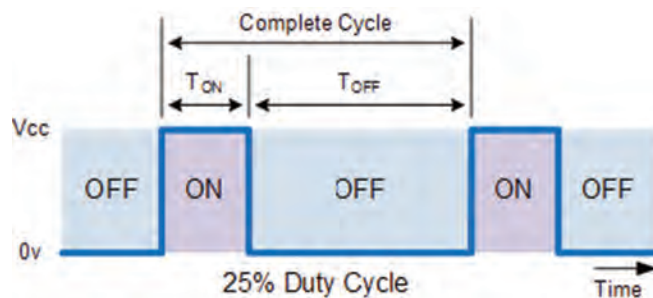 Complete Cycle
TON
TOFF
Vcc
OFF
ON
OFF
ON
OFF
0v
25% Duty Cycle
Time